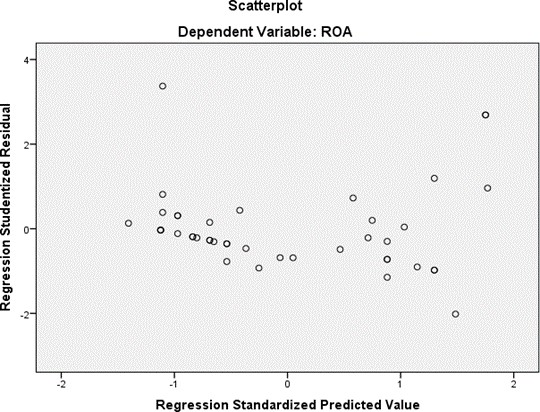 Scatterplot
Dependent Variable: ROA
Regression Studentized Residual
4
2
0
-2
-2
-1
0
1
2
Regression Standardized Predicted Value